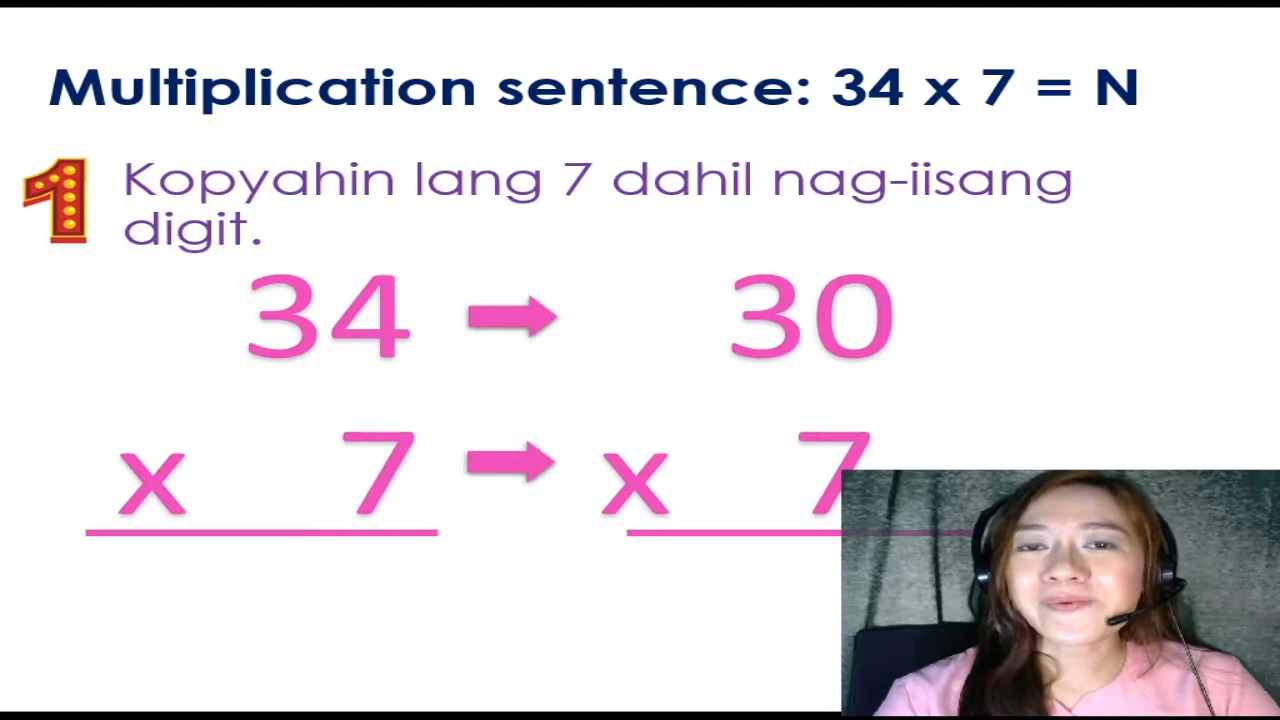 Multiplication sentence: 34 x 7 = N
1 Kopyahin lang 7 dahil nag-iisang
digit.
34 30
x 7 x 7